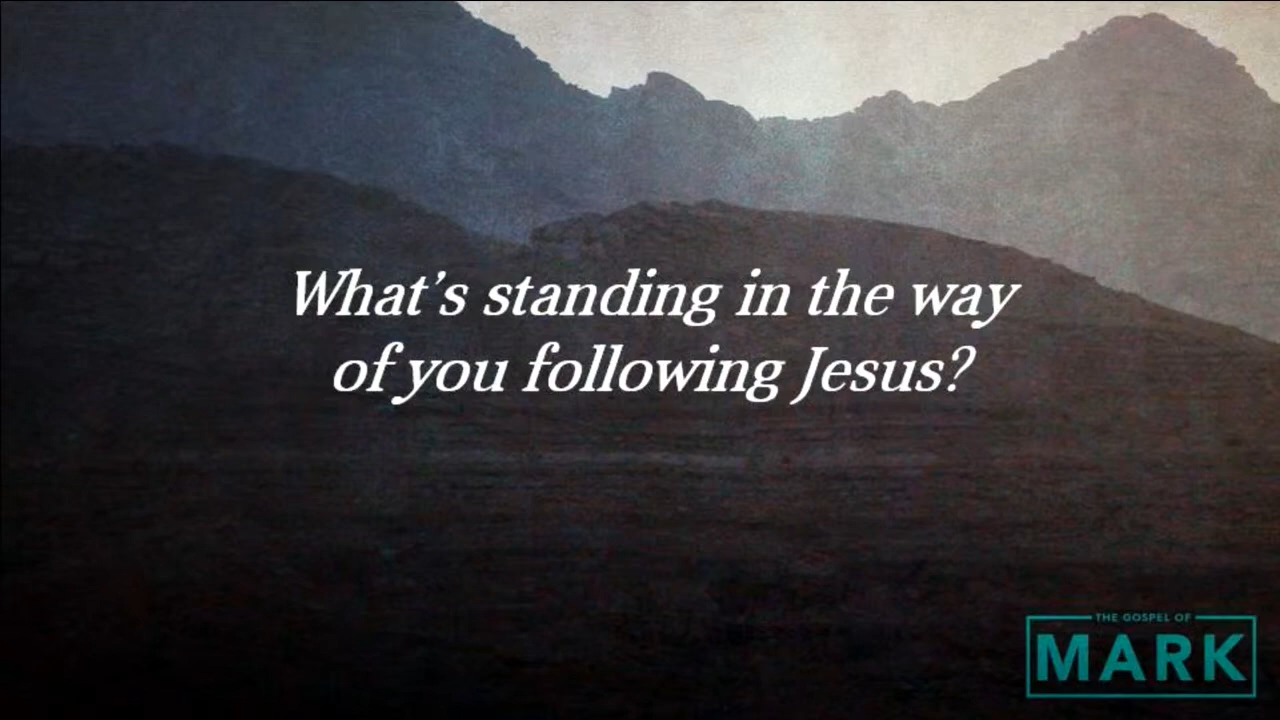 What’s standing in the way
of you following Jesus?
THE GOSPEL OF
MARK